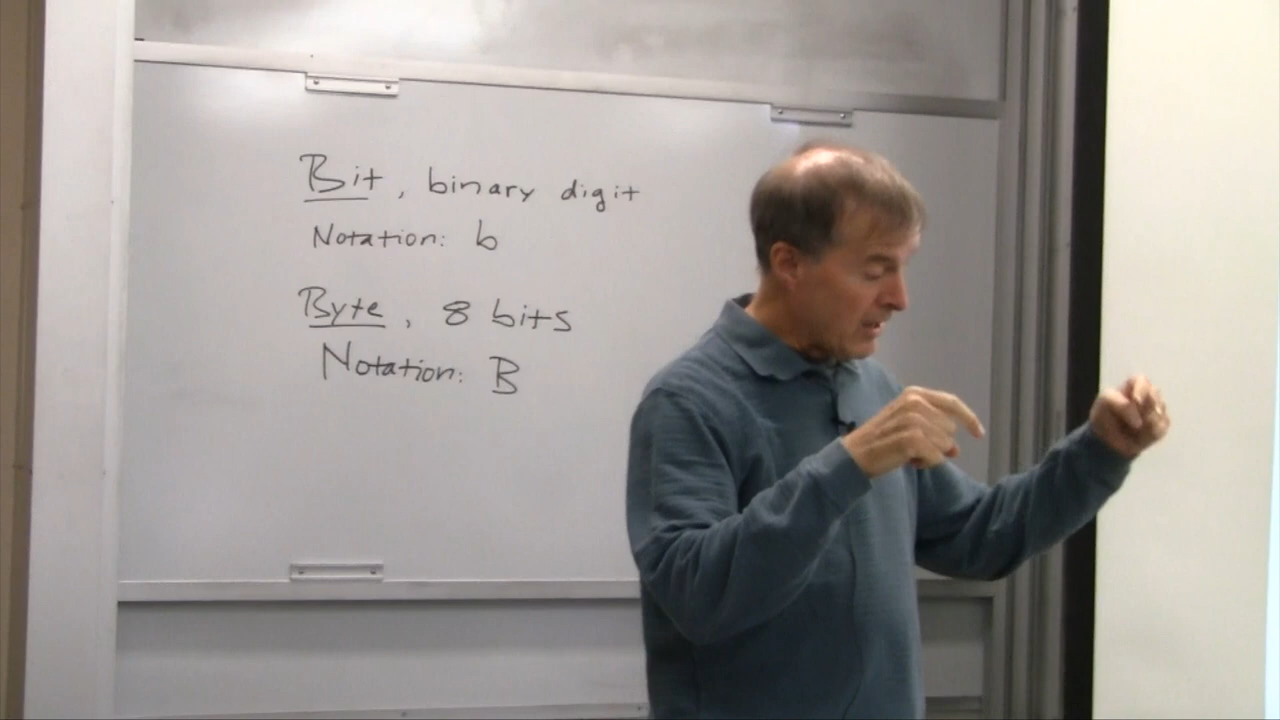 Bit, binary digit
Notation: b
Byte, 8 bits
Notation: B